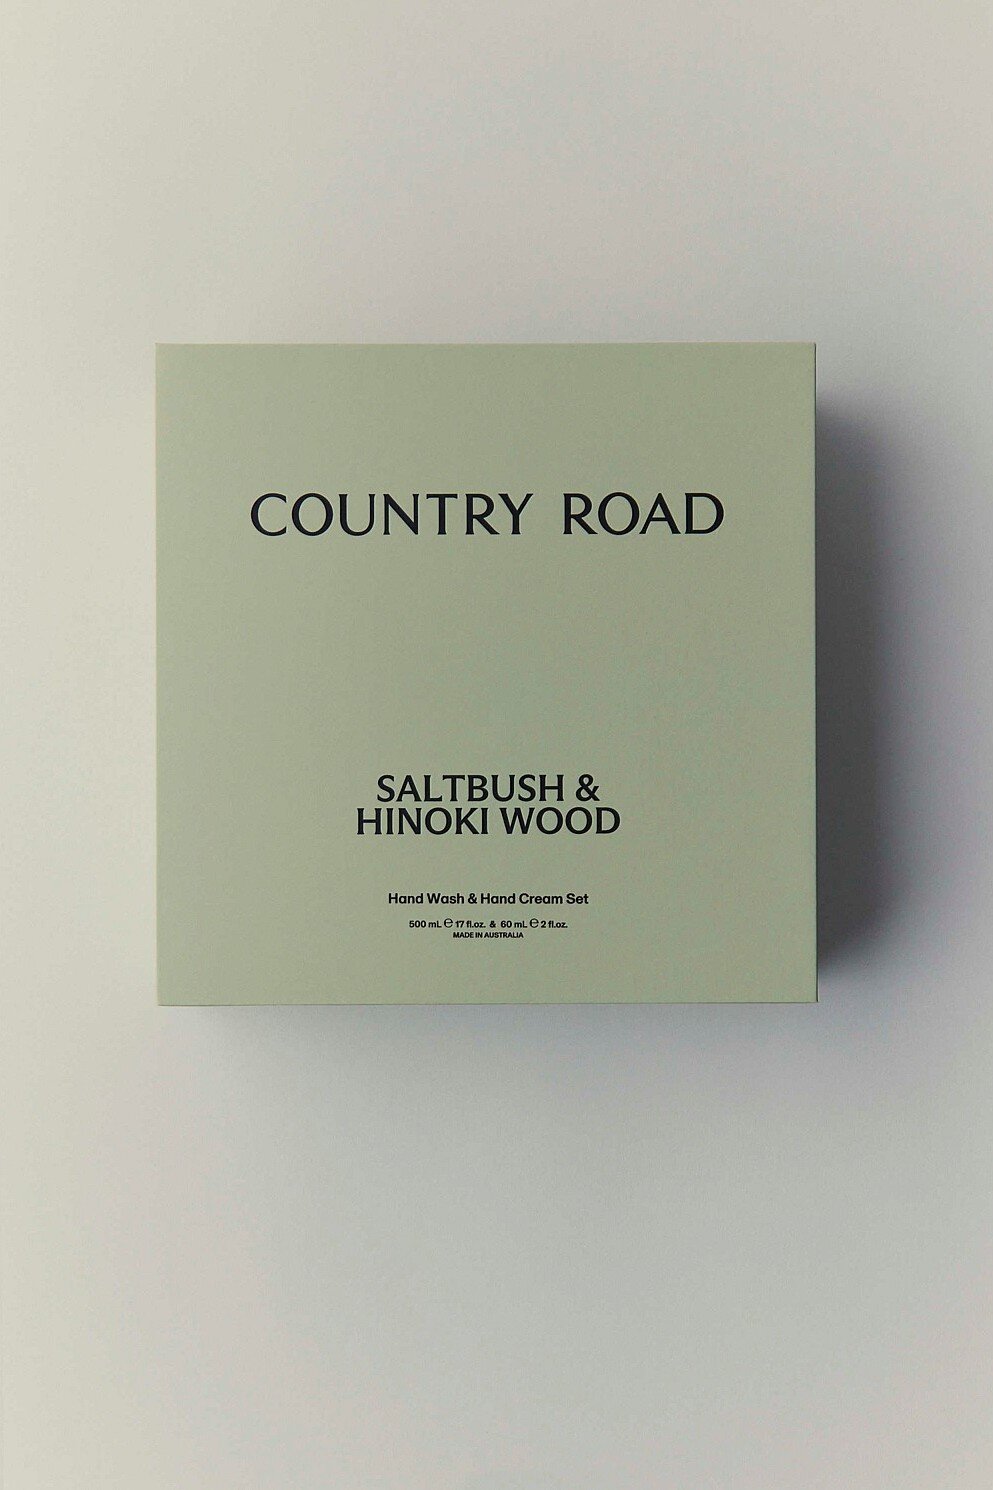 COUNTRY ROAD
SALTBUSH &
HINOKI WOOD
Hand Wash & Hand Cream Set
500 mL ℮ 17 fl.oz. & 60 mL ℮ 2 fl.oz.
MADE IN AUSTRALIA